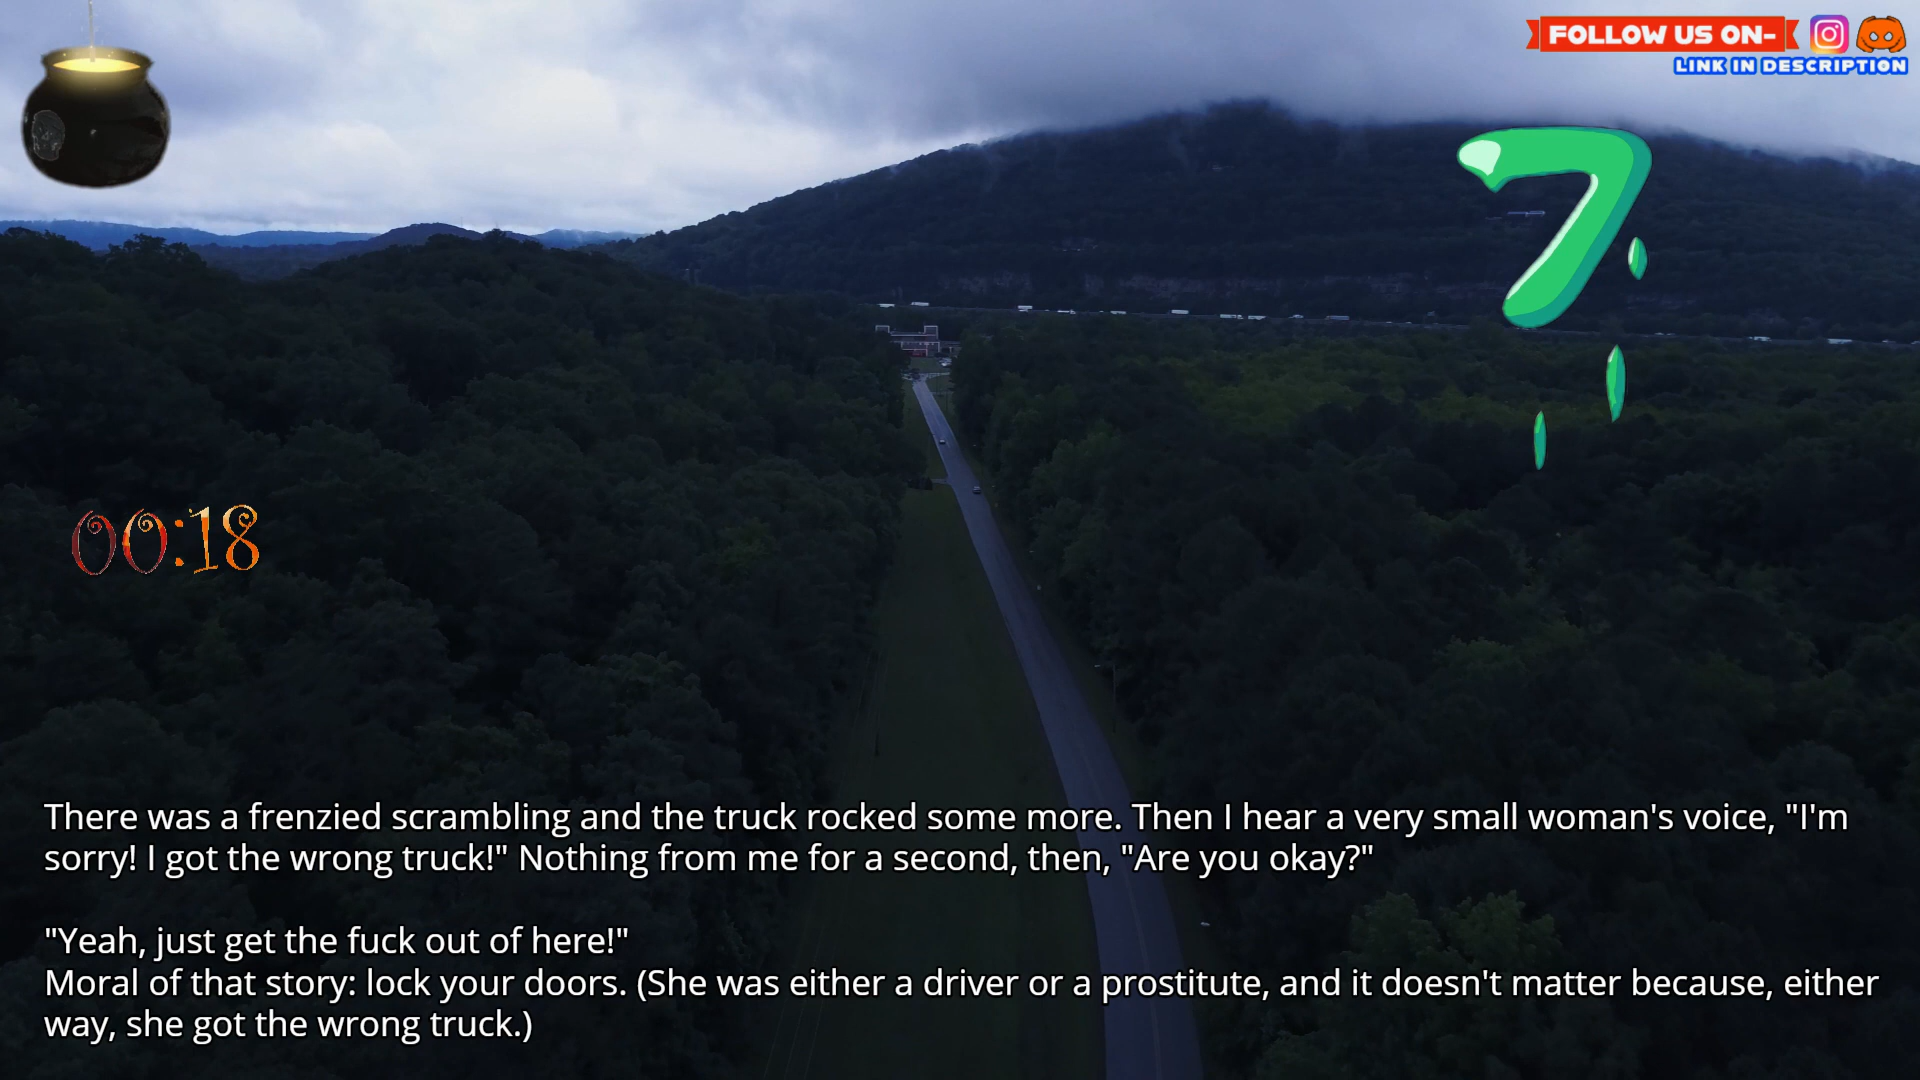 FOLLOW US ON-
LINK IN DESCRIPTION
7
00:18
There was a frenzied scrambling and the truck rocked some more. Then I hear a very small woman's voice, "I'm
sorry! I got the wrong truck!" Nothing from me for a second, then, "Are you okay?"
"Yeah, just get the fuck out of here!"
Moral of that story: lock your doors. (She was either a driver or a prostitute, and it doesn't matter because, either
way, she got the wrong truck.)